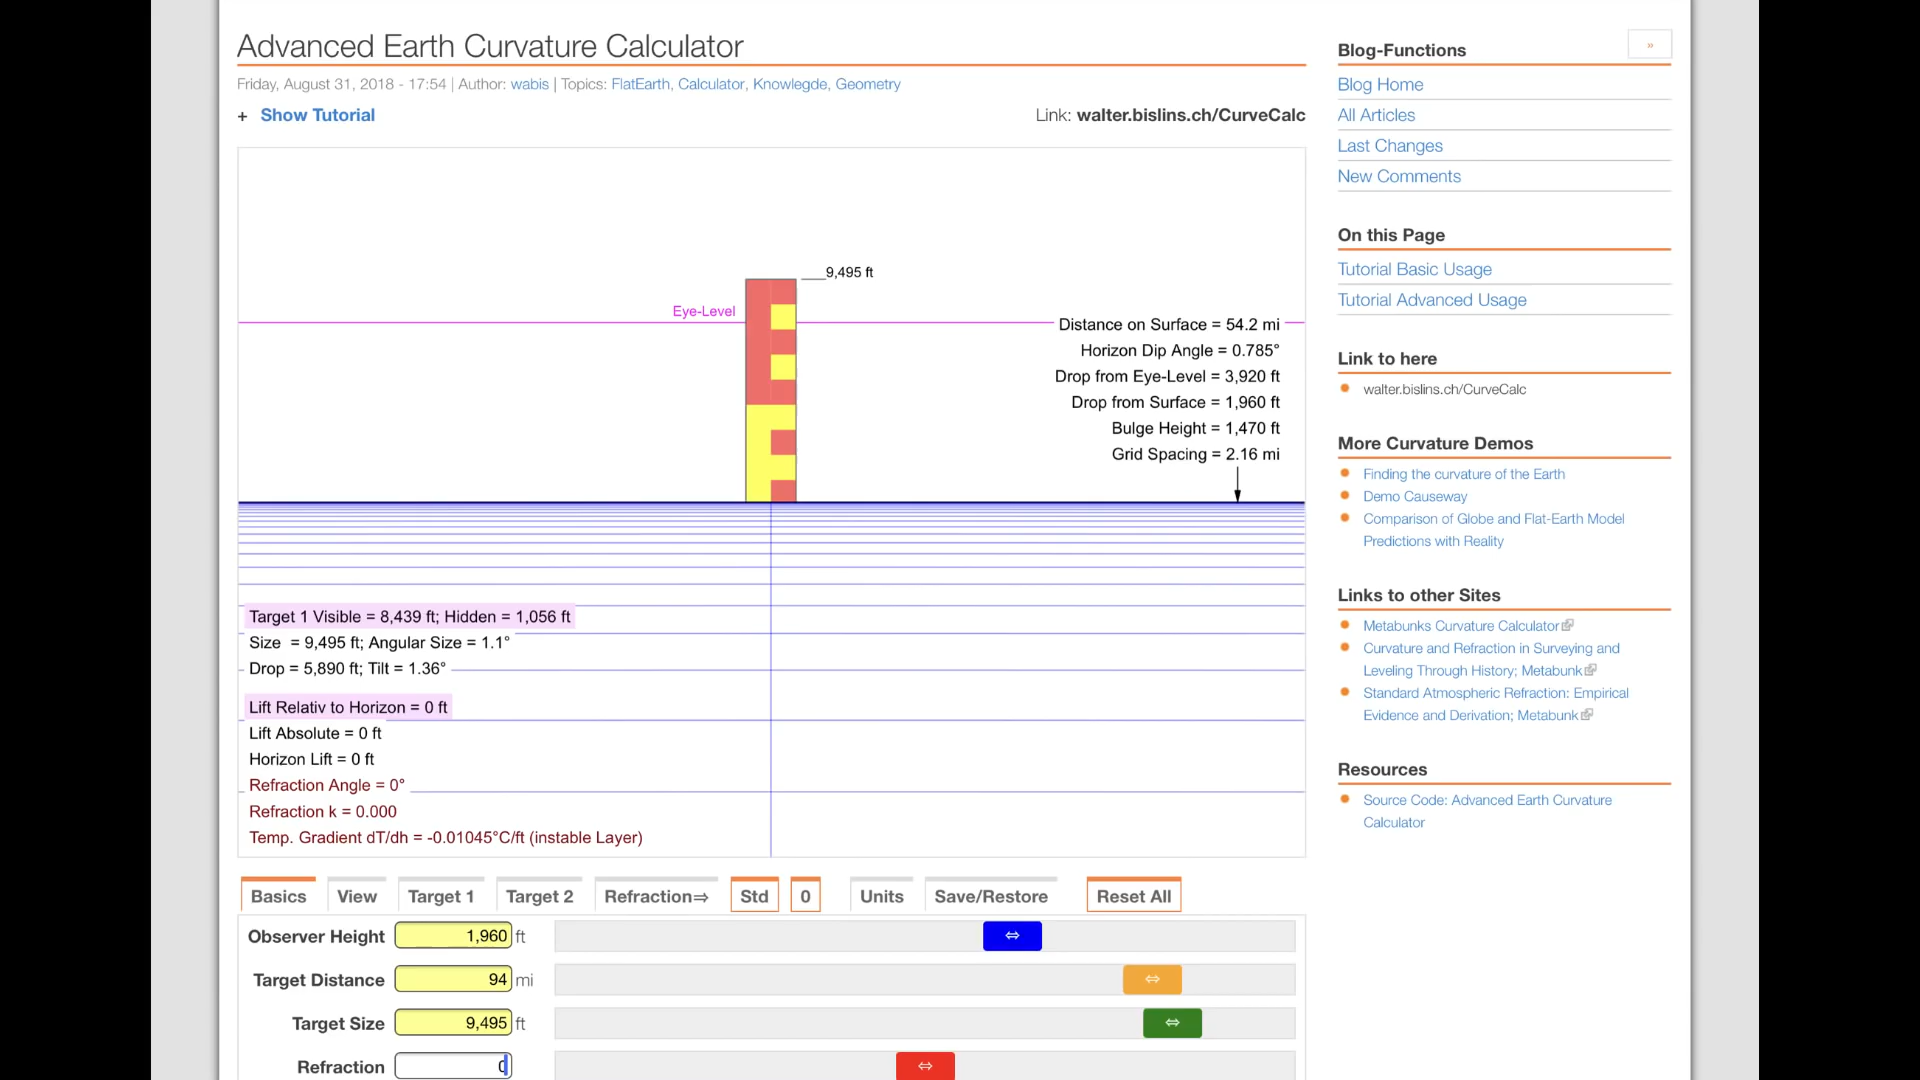 Advanced Earth Curvature Calculator
Friday, August 31, 2018 - 17:54 | Author: wabis | Topics: FlatEarth, Calculator, Knowlegde, Geometry
+ Show Tutorial
Link: walter.bislins.ch/CurveCalc
9,495 ft
Eye-Level
Distance on Surface = 54.2 mi
Horizon Dip Angle = 0.785°
Drop from Eye-Level = 3,920 ft
Drop from Surface = 1,960 ft
Bulge Height = 1,470 ft
Grid Spacing = 2.16 mi
Target 1 Visible = 8,439 ft; Hidden = 1,056 ft
Size = 9,495 ft; Angular Size = 1.1°
Drop = 5,890 ft; Tilt = 1.36°
Lift Relativ to Horizon = 0 ft
Lift Absolute = 0 ft
Horizon Lift = 0 ft
Refraction Angle = 0°
Refraction k = 0.000
Temp. Gradient dT/dh = -0.01045°C/ft (instable Layer)
Basics View Target 1 Target 2 Refraction⇒ Std 0 Units Save/Restore Reset All
Observer Height 1,960 ft ⇔
Target Distance 94 mi ⇔
Target Size 9,495 ft ⇔
Refraction 0 ⇔
Blog-Functions
»
Blog Home
All Articles
Last Changes
New Comments
On this Page
Tutorial Basic Usage
Tutorial Advanced Usage
Link to here
walter.bislins.ch/CurveCalc
More Curvature Demos
Finding the curvature of the Earth
Demo Causeway
Comparison of Globe and Flat-Earth Model
Predictions with Reality
Links to other Sites
Metabunks Curvature Calculator
Curvature and Refraction in Surveying and
Leveling Through History; Metabunk
Standard Atmospheric Refraction: Empirical
Evidence and Derivation; Metabunk
Resources
Source Code: Advanced Earth Curvature
Calculator